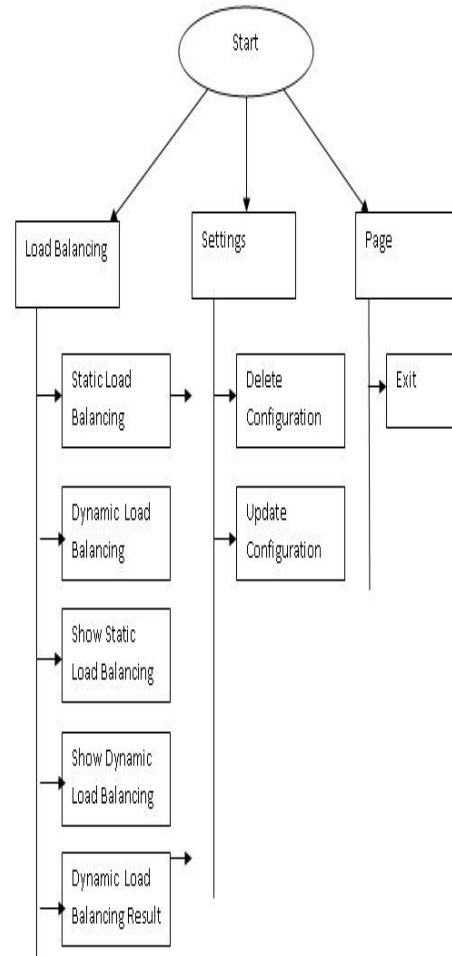 Start
Load Balancing
Settings
Page
Static Load
Balancing
Delete
Configuration
Exit
Dynamic Load
Balancing
Update
Configuration
Show Static
Load Balancing
Show Dynamic
Load Balancing
Dynamic Load
Balancing Result